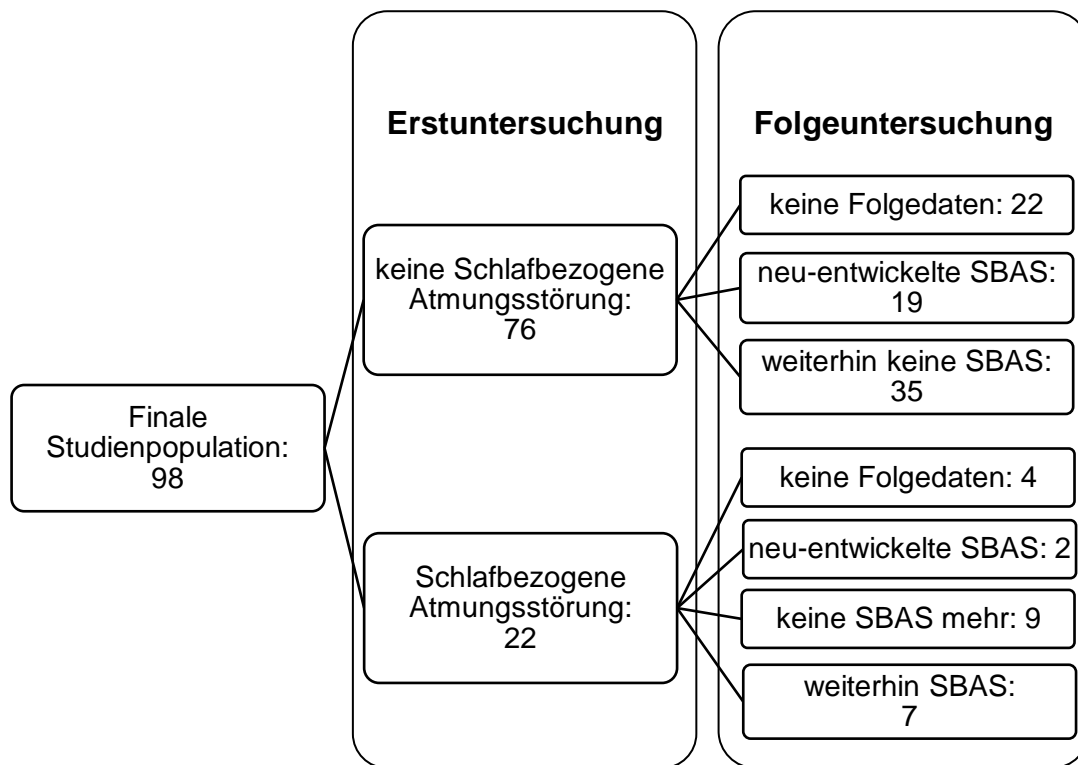 Erstuntersuchung
Folgeuntersuchung
Finale
Studienpopulation:
98
keine Schlafbezogene
Atmungsstörung:
76
Schlafbezogene
Atmungsstörung:
22
keine Folgedaten: 22
neu-entwickelte SBAS:
19
weiterhin keine SBAS:
35
keine Folgedaten: 4
neu-entwickelte SBAS: 2
keine SBAS mehr: 9
weiterhin SBAS:
7